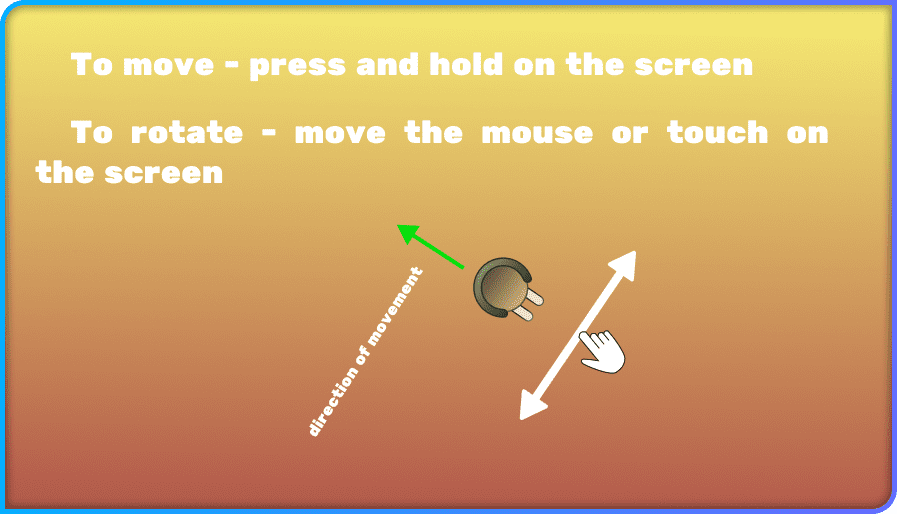 To move - press and hold on the screen
To rotate - move the mouse or touch on
the screen
direction of movement